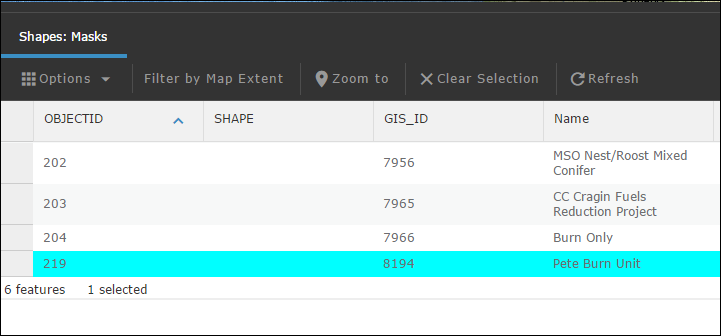 Shapes: Masks
Options Filter by Map Extent Zoom to Clear Selection Refresh
OBJECTID SHAPE GIS_ID Name
202 7956 MSO Nest/Roost Mixed
Conifer
203 7965 CC Cragin Fuels
Reduction Project
204 7966 Burn Only
219 8194 Pete Burn Unit
6 features 1 selected